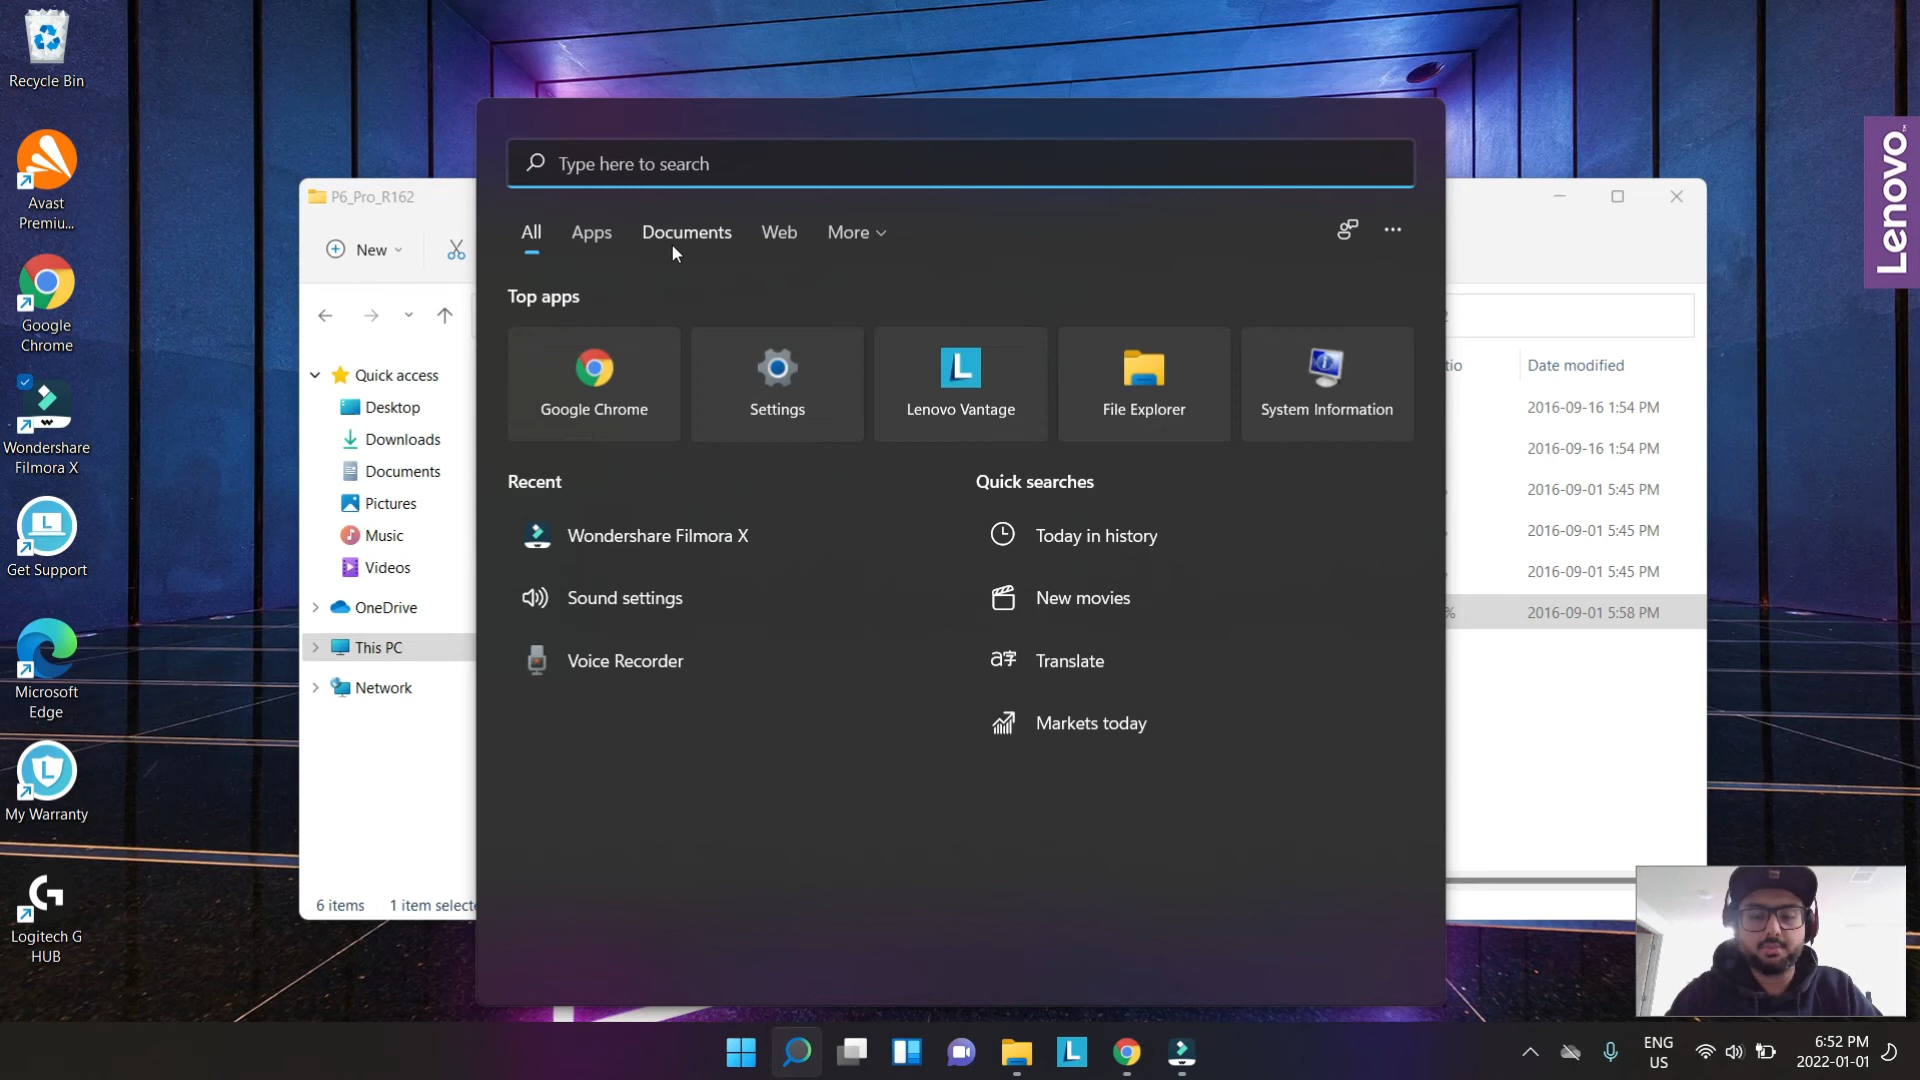 Recycle Bin
Avast
Premiu...
Google
Chrome
Wondershare
Filmora X
Get Support
Microsoft
Edge
My Warranty
Logitech G
HUB
P6_Pro_R162
New
Quick access
Desktop
Downloads
Documents
Pictures
Music
Videos
OneDrive
This PC
Network
6 items 1 item selecte
Type here to search
All Apps Documents Web More
Top apps
Google Chrome Settings Lenovo Vantage File Explorer System Information
Recent
Wondershare Filmora X
Sound settings
Voice Recorder
Quick searches
Today in history
New movies
Translate
Markets today
tio Date modified
2016-09-16 1:54 PM
2016-09-16 1:54 PM
2016-09-01 5:45 PM
2016-09-01 5:45 PM
2016-09-01 5:45 PM
% 2016-09-01 5:58 PM
Lenovo
ENG
US
6:52 PM
2022-01-01